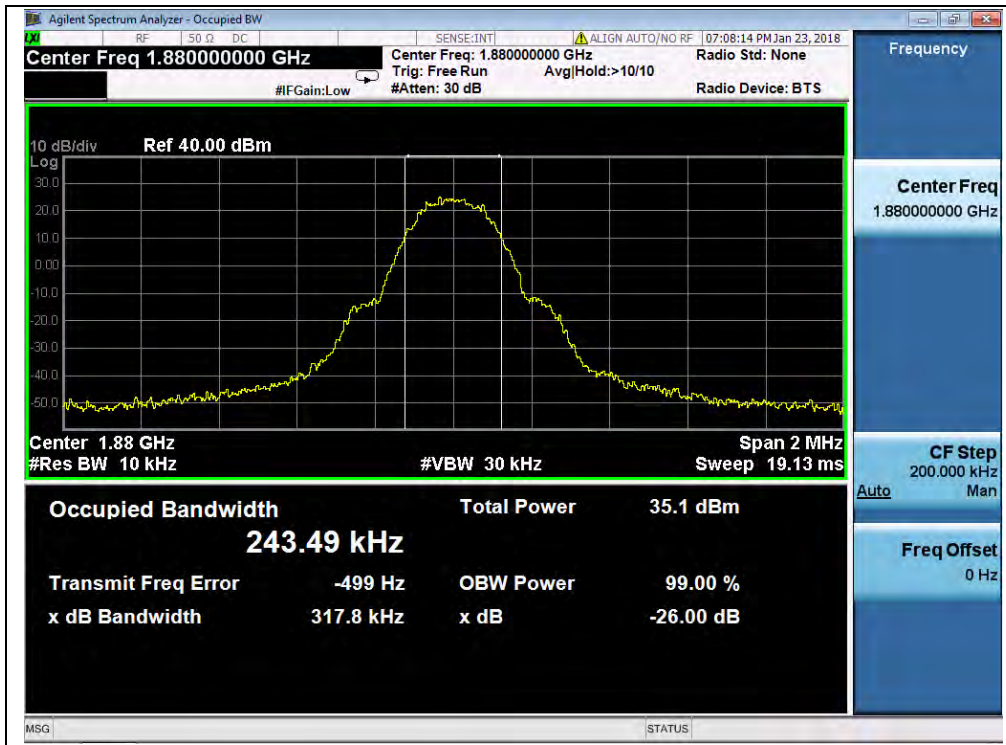 Agilent Spectrum Analyzer - Occupied BW
LXI RF 50 Ω DC SENSE:INT ALIGN AUTO/NO RF 07:08:14 PM Jan 23, 2018
Center Freq 1.880000000 GHz
Center Freq: 1.880000000 GHz Radio Std: None
Trig: Free Run Avg|Hold:>10/10
#IFGain:Low #Atten: 30 dB Radio Device: BTS
10 dB/div Ref 40.00 dBm
Log
30.0
20.0
10.0
0.00
-10.0
-20.0
-30.0
-40.0
-50.0
Center 1.88 GHz Span 2 MHz
#Res BW 10 kHz #VBW 30 kHz Sweep 19.13 ms
Occupied Bandwidth Total Power 35.1 dBm
243.49 kHz
Transmit Freq Error -499 Hz OBW Power 99.00 %
x dB Bandwidth 317.8 kHz x dB -26.00 dB
MSG STATUS
Frequency
Center Freq
1.880000000 GHz
CF Step
200.000 kHz
Auto Man
Freq Offset
0 Hz